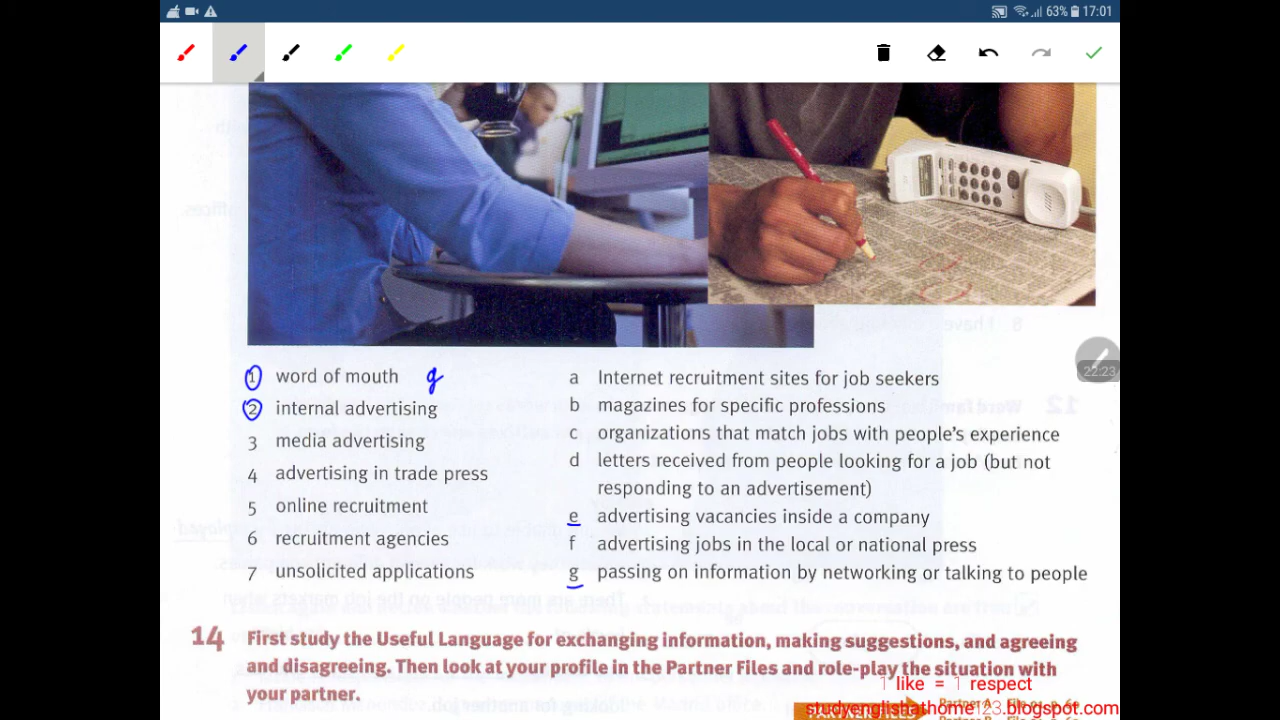 63% 17:01
22:23
1 word of mouth g
2 internal advertising
3 media advertising
4 advertising in trade press
5 online recruitment
6 recruitment agencies
7 unsolicited applications
a Internet recruitment sites for job seekers
b magazines for specific professions
c organizations that match jobs with people's experience
d letters received from people looking for a job (but not
responding to an advertisement)
e advertising vacancies inside a company
f advertising jobs in the local or national press
g passing on information by networking or talking to people
14 First study the Useful Language for exchanging information, making suggestions, and agreeing
and disagreeing. Then look at your profile in the Partner Files and role-play the situation with
your partner.
1 like = 1 respect
studyenglishathome123.blogspot.com